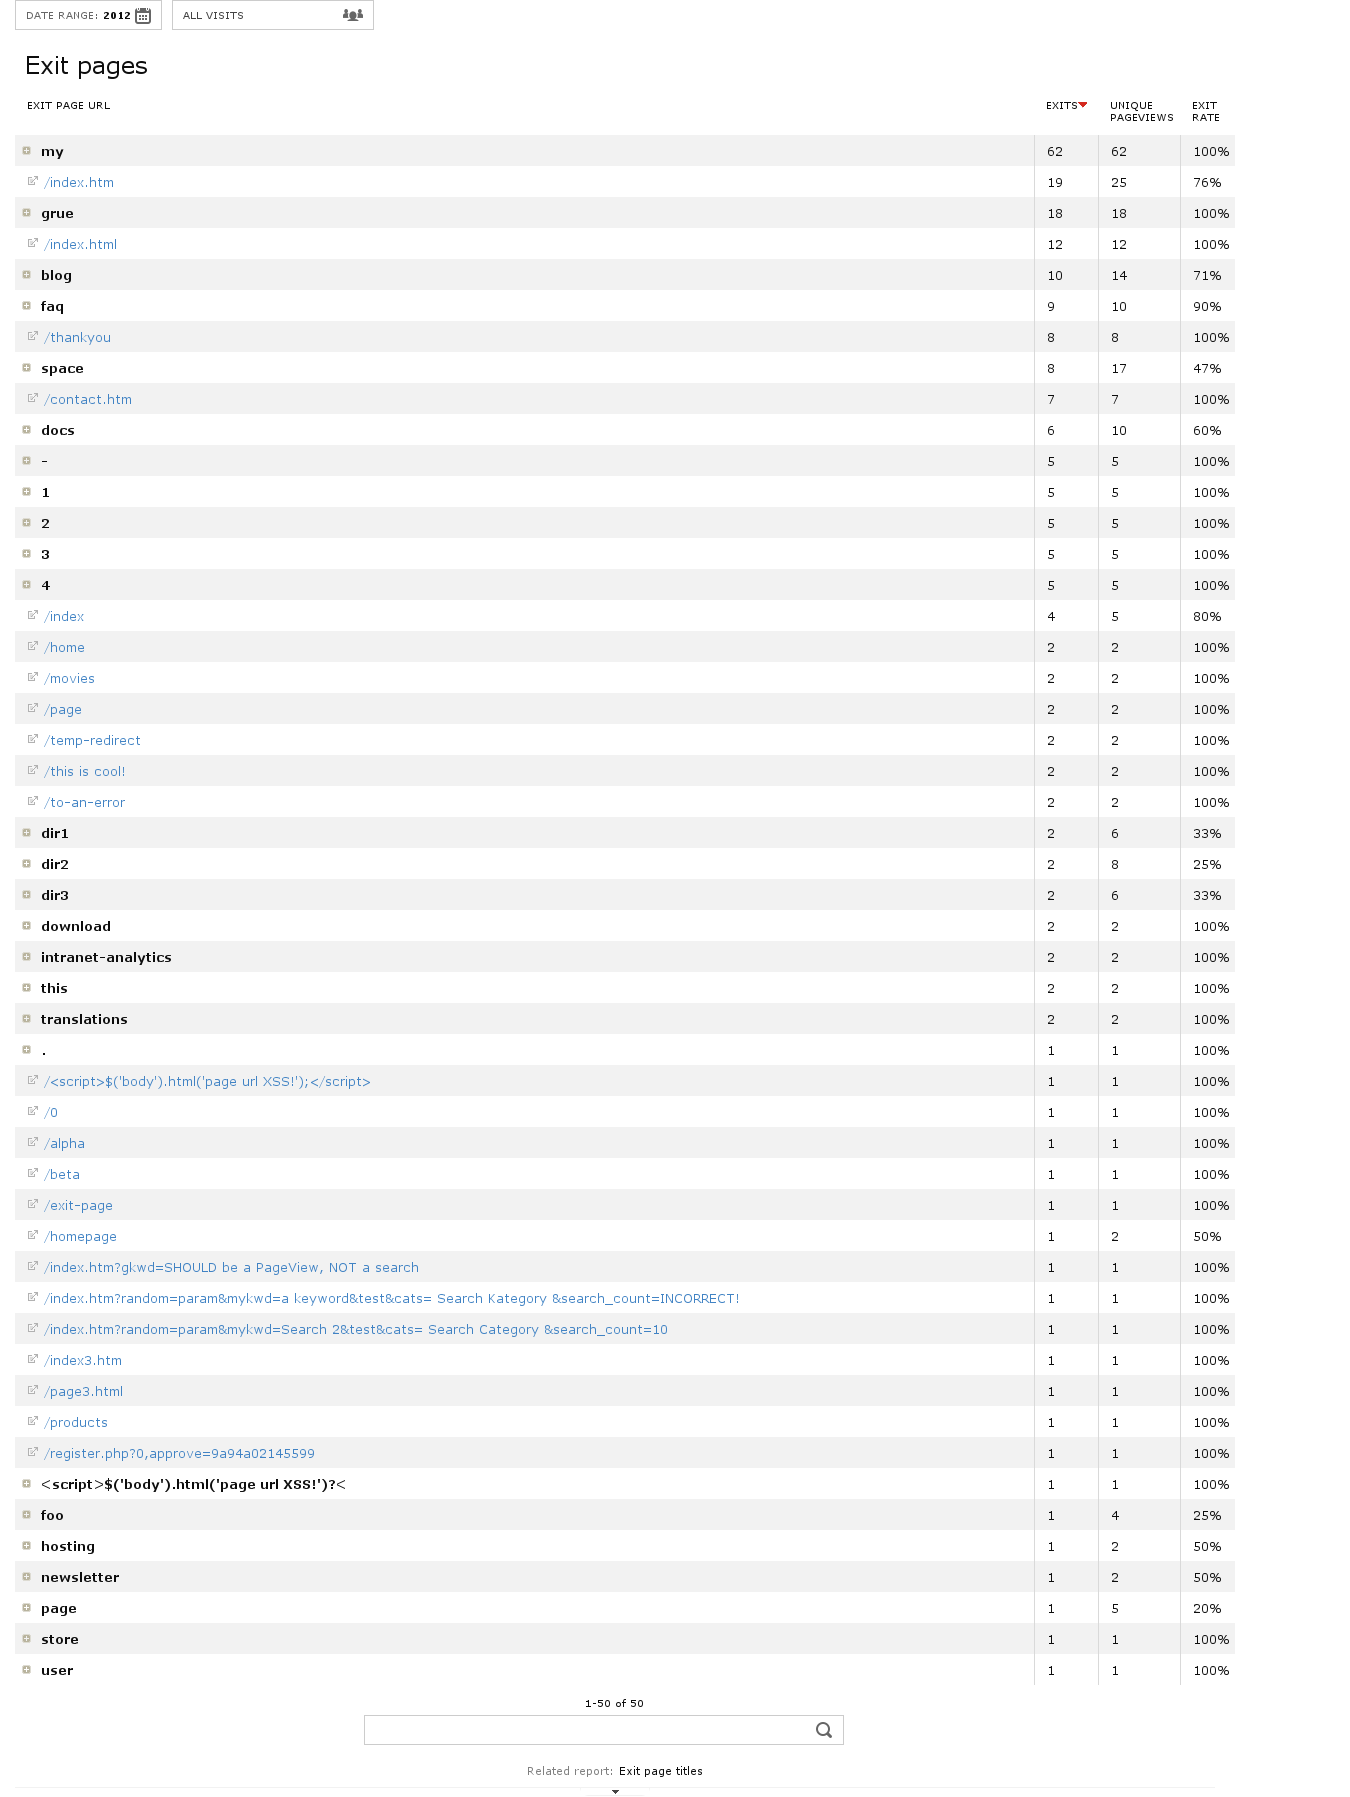 DATE RANGE: 2012 ALL VISITS
Exit pages
EXIT PAGE URL EXITS UNIQUE PAGEVIEWS EXIT RATE
my 62 62 100%
/index.htm 19 25 76%
grue 18 18 100%
/index.html 12 12 100%
blog 10 14 71%
faq 9 10 90%
/thankyou 8 8 100%
space 8 17 47%
/contact.htm 7 7 100%
docs 6 10 60%
- 5 5 100%
1 5 5 100%
2 5 5 100%
3 5 5 100%
4 5 5 100%
/index 4 5 80%
/home 2 2 100%
/movies 2 2 100%
/page 2 2 100%
/temp-redirect 2 2 100%
/this is cool! 2 2 100%
/to-an-error 2 2 100%
dir1 2 6 33%
dir2 2 8 25%
dir3 2 6 33%
download 2 2 100%
intranet-analytics 2 2 100%
this 2 2 100%
translations 2 2 100%
. 1 1 100%
/<script>$('body').html('page url XSS!');</script> 1 1 100%
/0 1 1 100%
/alpha 1 1 100%
/beta 1 1 100%
/exit-page 1 1 100%
/homepage 1 2 50%
/index.htm?gkwd=SHOULD be a PageView, NOT a search 1 1 100%
/index.htm?random=param&mykwd=a keyword&test&cats= Search Kategory &search_count=INCORRECT! 1 1 100%
/index.htm?random=param&mykwd=Search 2&test&cats= Search Category &search_count=10 1 1 100%
/index3.htm 1 1 100%
/page3.html 1 1 100%
/products 1 1 100%
/register.php?0,approve=9a94a02145599 1 1 100%
<script>$('body').html('page url XSS!')?< 1 1 100%
foo 1 4 25%
hosting 1 2 50%
newsletter 1 2 50%
page 1 5 20%
store 1 1 100%
user 1 1 100%
1-50 of 50
Related report: Exit page titles